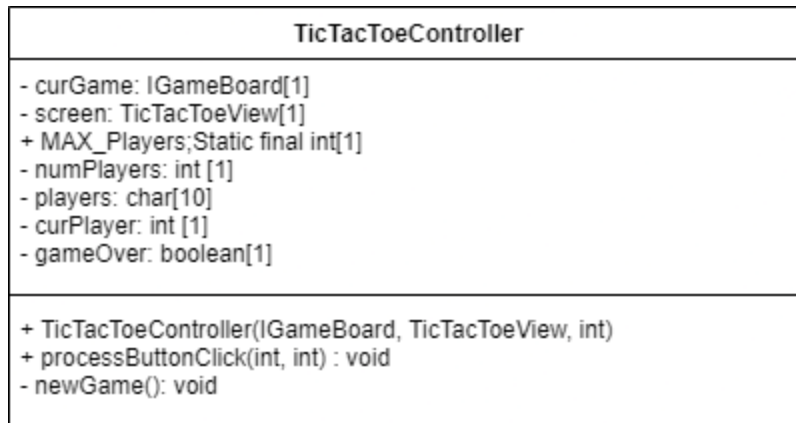 TicTacToeController
- curGame: IGameBoard[1]
- screen: TicTacToeView[1]
+ MAX_Players;Static final int[1]
- numPlayers: int [1]
- players: char[10]
- curPlayer: int [1]
- gameOver: boolean[1]
+ TicTacToeController(IGameBoard, TicTacToeView, int)
+ processButtonClick(int, int) : void
- newGame(): void